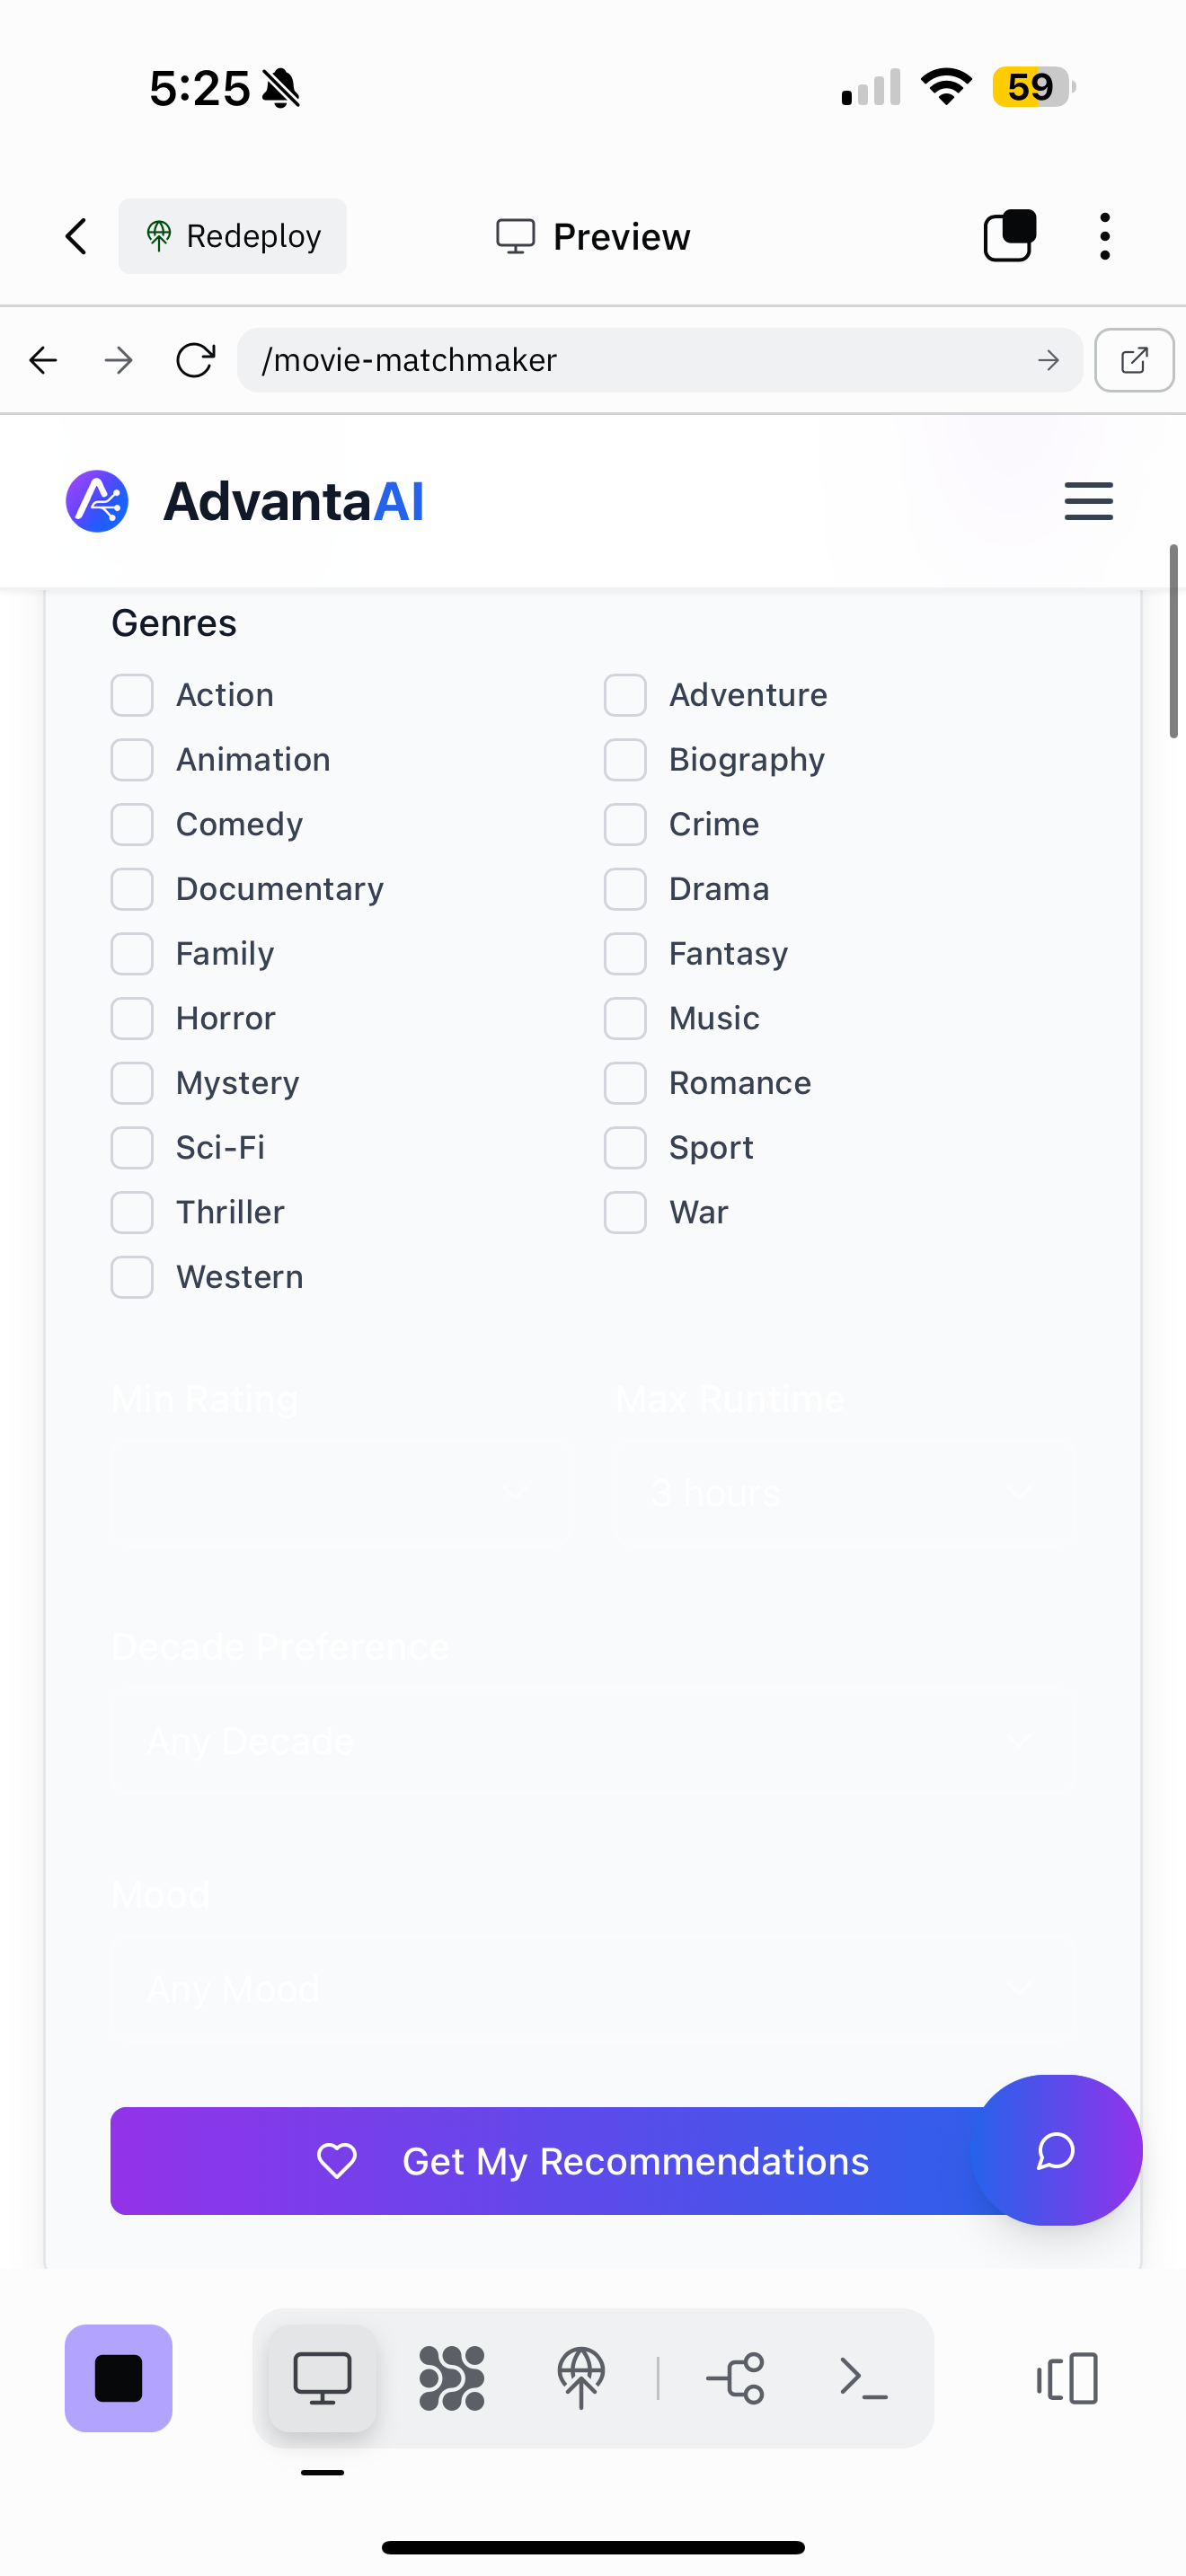 5:25
59
Redeploy
Preview
/movie-matchmaker
AdvantaAI
Genres
Action
Adventure
Animation
Biography
Comedy
Crime
Documentary
Drama
Family
Fantasy
Horror
Music
Mystery
Romance
Sci-Fi
Sport
Thriller
War
Western
Min Rating
Max Runtime
3 hours
Decade Preference
Any Decade
Mood
Any Mood
Get My Recommendations